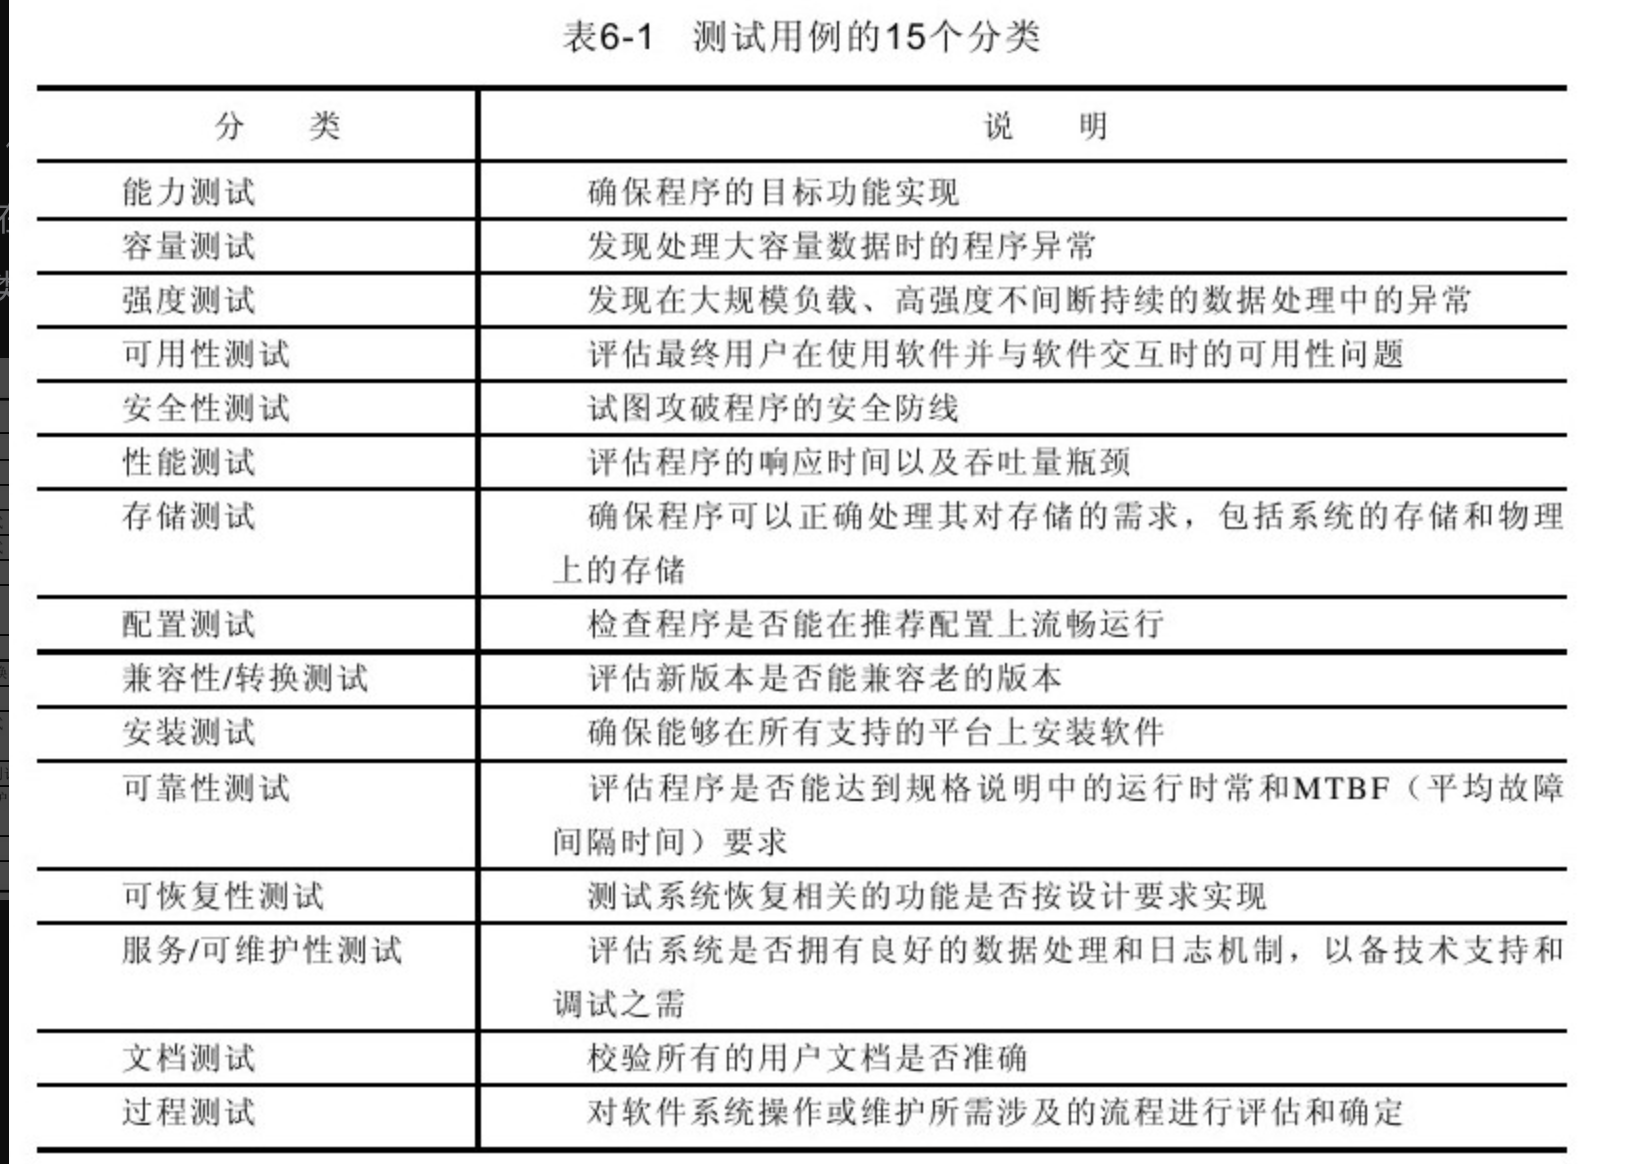 表6-1 测试用例的15个分类
分 类 说 明
能力测试 确保程序的目标功能实现
容量测试 发现处理大容量数据时的程序异常
强度测试 发现在大规模负载、高强度不间断持续的数据处理中的异常
可用性测试 评估最终用户在使用软件并与软件交互时的可用性问题
安全性测试 试图攻破程序的安全防线
性能测试 评估程序的响应时间以及吞吐量瓶颈
存储测试 确保程序可以正确处理其对存储的需求，包括系统的存储和物理
上的存储
配置测试 检查程序是否能在推荐配置上流畅运行
兼容性/转换测试 评估新版本是否能兼容老的版本
安装测试 确保能够在所有支持的平台上安装软件
可靠性测试 评估程序是否能达到规格说明中的运行时常和MTBF（平均故障
间隔时间）要求
可恢复性测试 测试系统恢复相关的功能是否按设计要求实现
服务/可维护性测试 评估系统是否拥有良好的数据处理和日志机制，以备技术支持和
调试之需
文档测试 校验所有的用户文档是否准确
过程测试 对软件系统操作或维护所需涉及的流程进行评估和确定